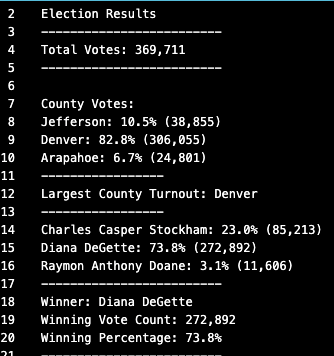 2 Election Results
3 -------------------------
4 Total Votes: 369,711
5 -------------------------
6
7 County Votes:
8 Jefferson: 10.5% (38,855)
9 Denver: 82.8% (306,055)
10 Arapahoe: 6.7% (24,801)
11 -----------------
12 Largest County Turnout: Denver
13 -----------------
14 Charles Casper Stockham: 23.0% (85,213)
15 Diana DeGette: 73.8% (272,892)
16 Raymon Anthony Doane: 3.1% (11,606)
17 -------------------------
18 Winner: Diana DeGette
19 Winning Vote Count: 272,892
20 Winning Percentage: 73.8%
21 -------------------------